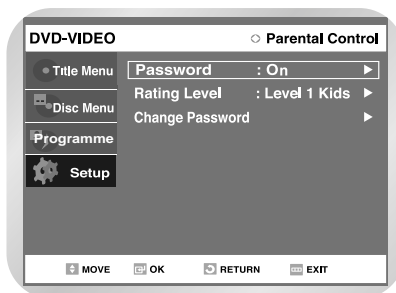 DVD-VIDEO ◌ Parental Control
Title Menu
Disc Menu
Programme
Setup
Password : On ►
Rating Level : Level 1 Kids ►
Change Password ►
MOVE OK RETURN EXIT